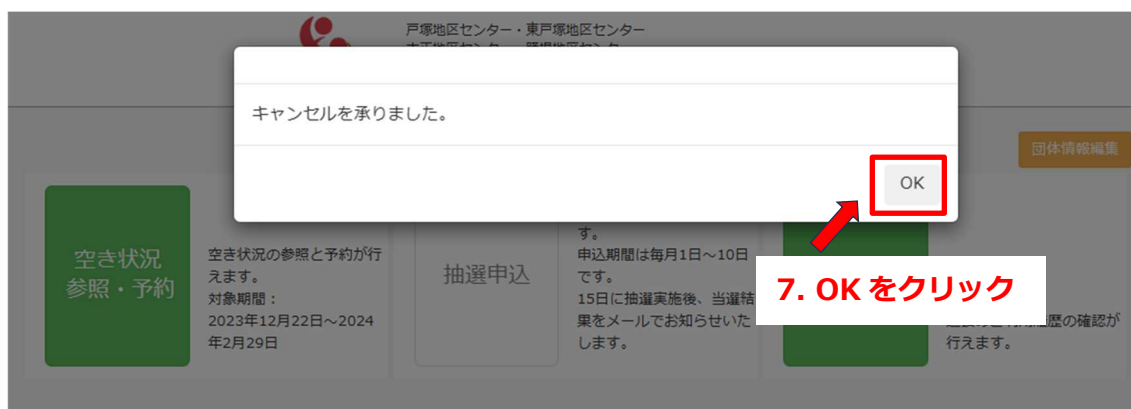 戸塚地区センター・東戸塚地区センター
キャンセルを承りました。
団体情報編集
OK
空き状況
参照・予約
空き状況の参照と予約が行
えます。
対象期間：
2023年12月22日～2024
年2月29日
抽選申込
す。
申込期間は毎月1日～10日
です。
15日に抽選実施後、当選結
果をメールでお知らせいた
します。
7. OK をクリック
歴の確認が
行えます。